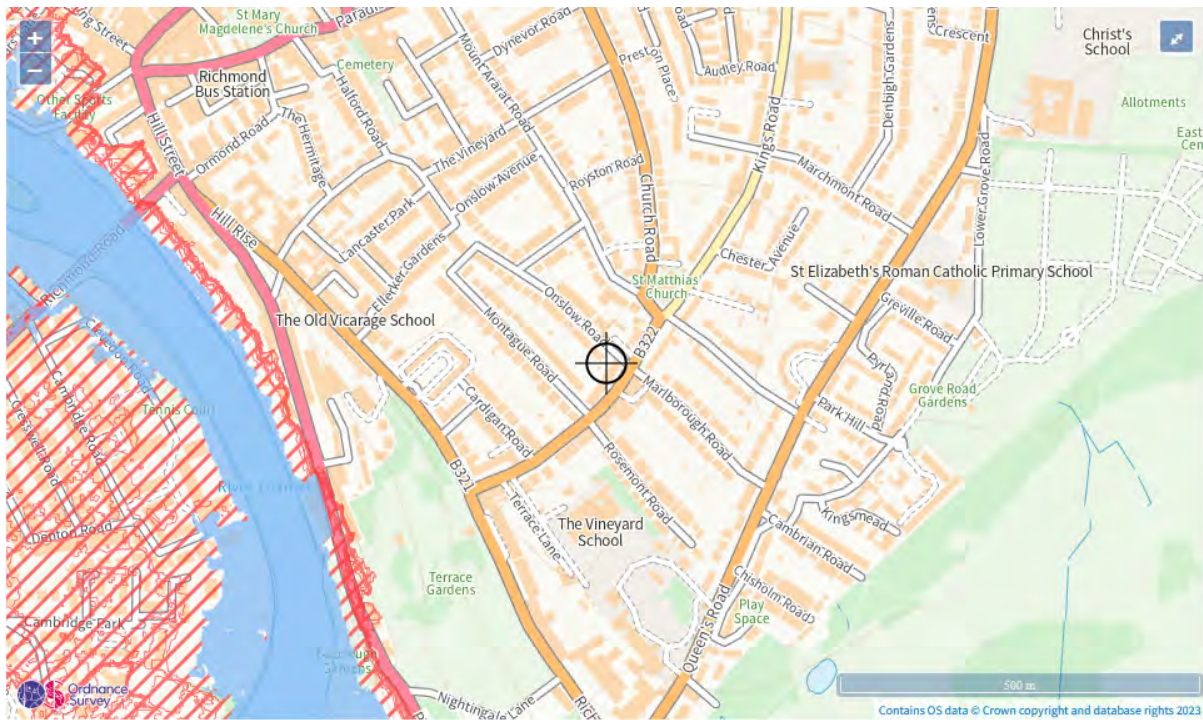 St Mary
Magdelene's Church
Dynevor Road
Preston
Place
Audley Road
Denbigh Gardens
Crescent
Christ's
School
+
−
Richmond
Bus Station
Cemetery
Halford Road
Mount Ararat Road
Kings Road
Allotments
Other Sports
Facility
Hill Street
Ormond Road
The Hermitage
The Vineyard
Onslow Avenue
Royston Road
Church Road
Marchmont Road
Lower Grove Road
Hill Rise
Lancaster Park
Ellerker Gardens
Richmond Road
Chester Avenue
St Matthias'
Church
St Elizabeth's Roman Catholic Primary School
The Old Vicarage School
Onslow Road
Montague Road
B322
Greville Road
Pyrland Road
Grove Road
Gardens
Cambridge Road
Cresswell Road
Tennis Court
Cardigan Road
Marlborough Road
Park Hill
B321
Rosemont Road
Denton Road
Terrace Lane
The Vineyard
School
Kingsmead
Cambrian Road
Chisholm Road
Terrace
Gardens
Play
Space
Queen's Road
Cambridge Park
Gardens
Nightingale Lane
Ordnance
Survey
500 m
Contains OS data © Crown copyright and database rights 2023